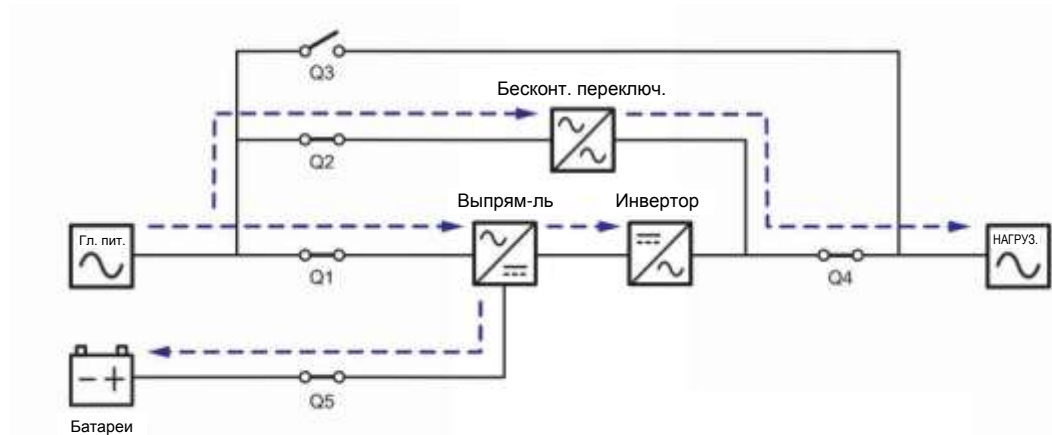 Q3
Бесконт. переключ.
Q2
Выпрям-ль
Инвертор
Гл. пит.
НАГРУЗ.
Q1
Q4
Q5
Батареи